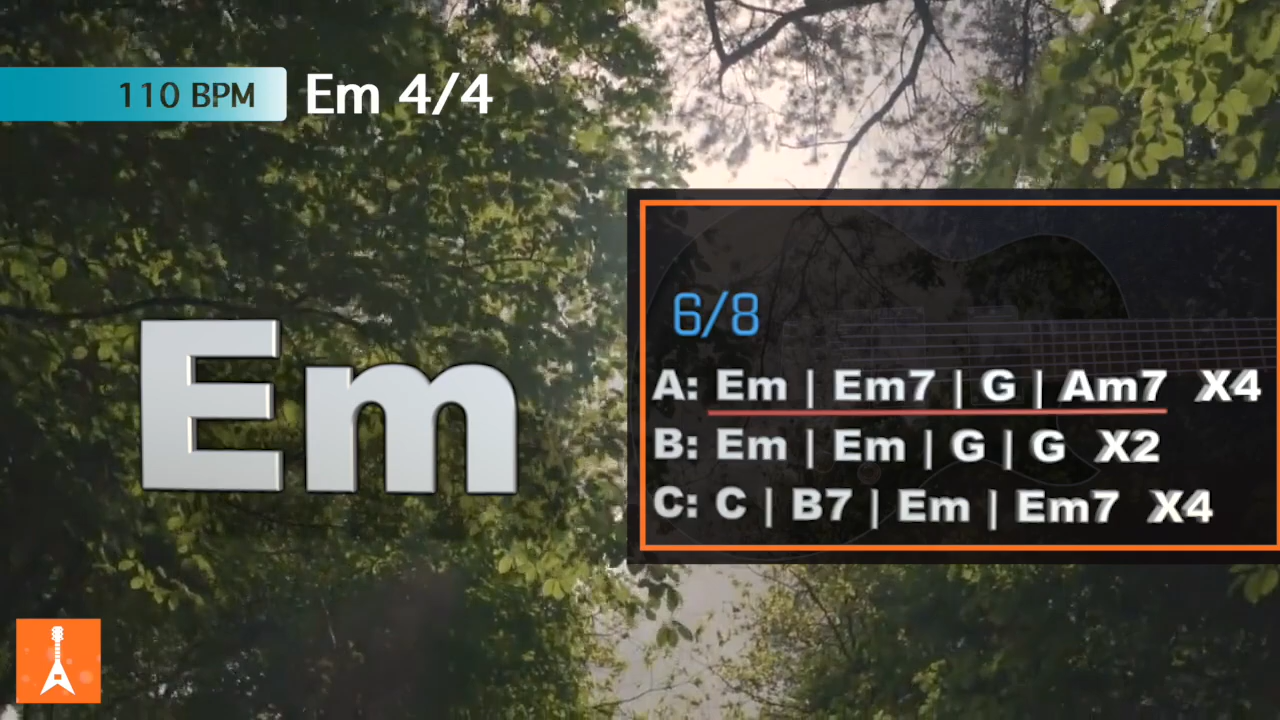 110 BPM Em 4/4
Em
6/8
A: Em | Em7 | G | Am7 X4
B: Em | Em | G | G X2
C: C | B7 | Em | Em7 X4